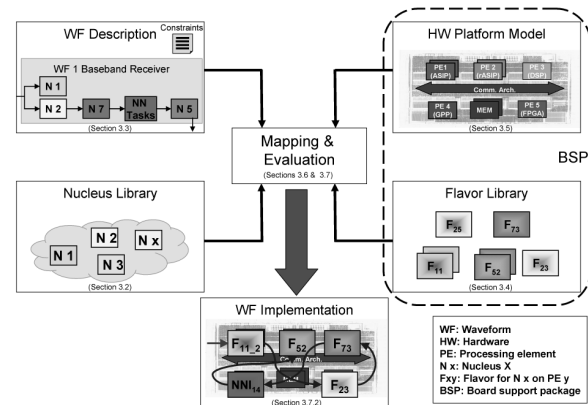 WF Description
Constraints
WF 1 Baseband Receiver
N 1
N 2
N 7
NN
Tasks
N 5
(Section 3.3)
HW Platform Model
PE1
(ASIP)
PE 2
(rASIP)
PE 3
(DSP)
Comm. Arch.
PE 4
(GPP)
MEM
PE 5
(FPGA)
(Section 3.5)
BSP
Mapping &
Evaluation
(Sections 3.6 & 3.7)
Nucleus Library
N 1
N 2
N 3
N x
(Section 3.2)
Flavor Library
F25
F73
F11
F52
F23
(Section 3.4)
WF Implementation
F11_2
F52
F73
Comm. Arch.
NNI14
F23
(Section 3.7.2)
WF: Waveform
HW: Hardware
PE: Processing element
N x: Nucleus X
Fxy: Flavor for N x on PE y
BSP: Board support package